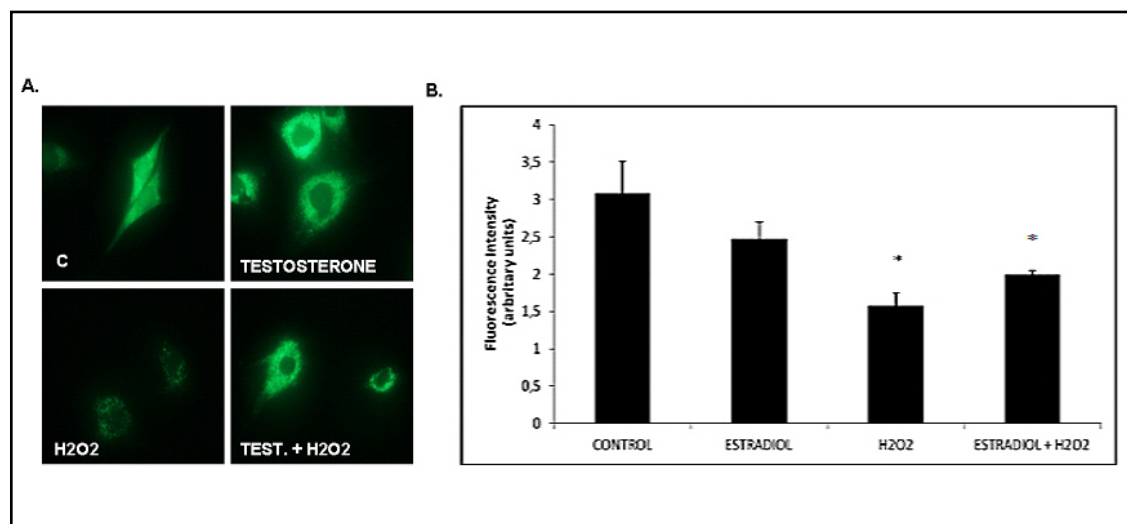 A.
C
TESTOSTERONE
H2O2
TEST. + H2O2
B.
Fluorescence Intensity
(arbritary units)
4
3,5
3
2,5
2
1,5
1
0,5
0
*
*
CONTROL
ESTRADIOL
H2O2
ESTRADIOL + H2O2